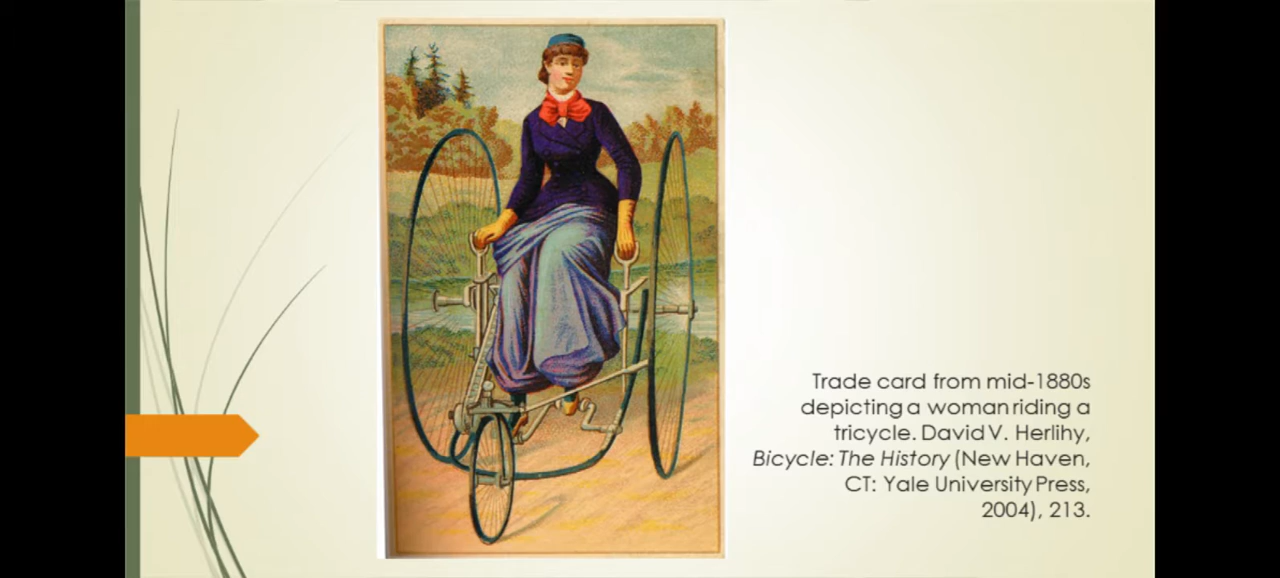 Trade card from mid-1880s
depicting a woman riding a
tricycle. David V. Herlihy,
Bicycle: The History (New Haven,
CT: Yale University Press,
2004), 213.